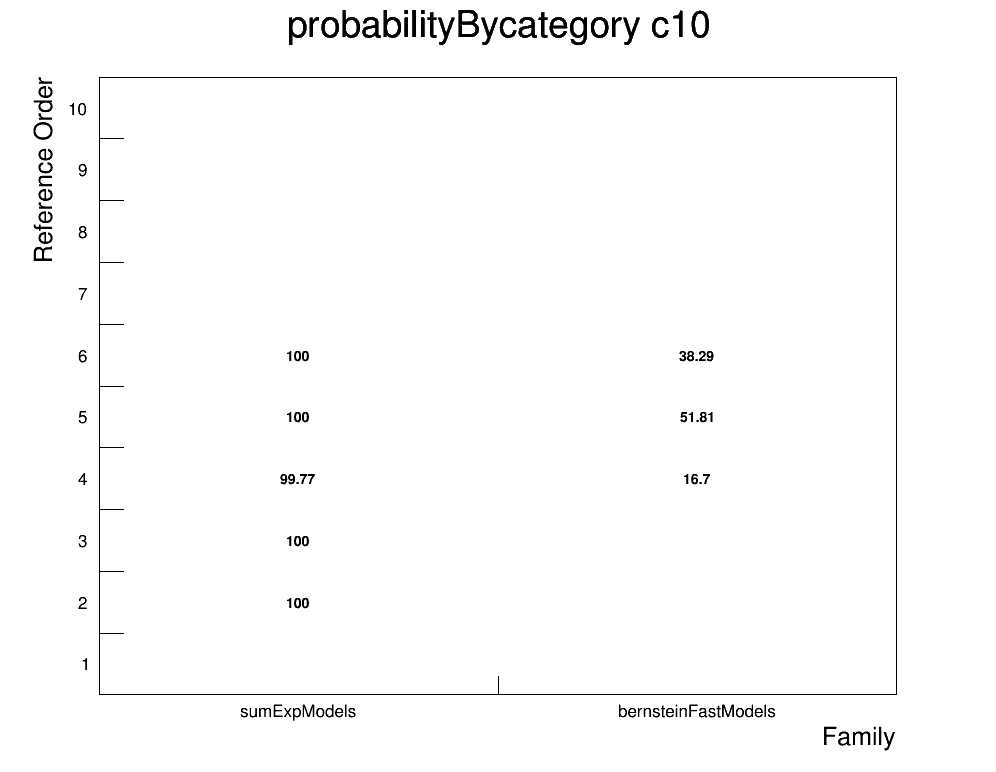 probabilityBycategory c10
Reference Order
10
9
8
7
6 100 38.29
5 100 51.81
4 99.77 16.7
3 100
2 100
1
sumExpModels bernsteinFastModels
Family